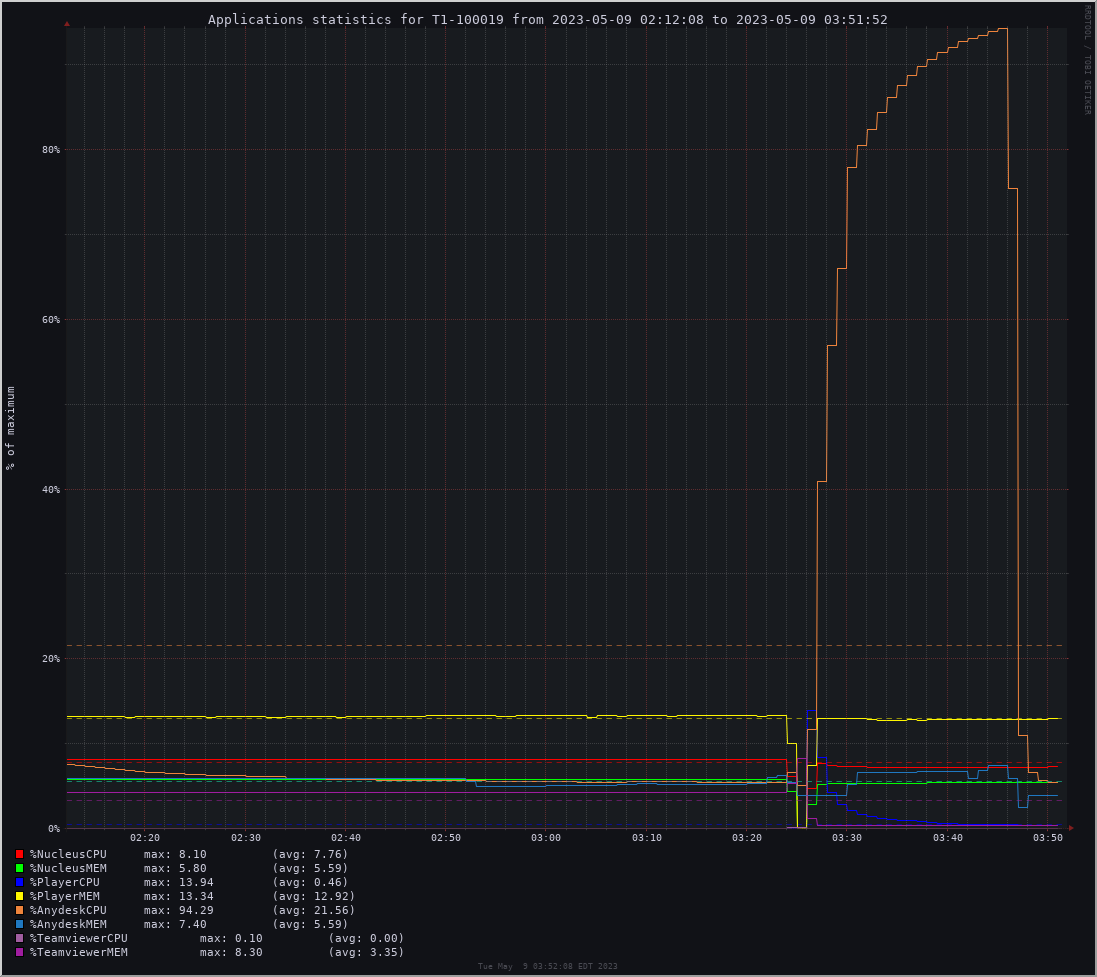 Applications statistics for T1-100019 from 2023-05-09 02:12:08 to 2023-05-09 03:51:52
RRDTOOL / TOBI OETIKER
% of maximum
80%
60%
40%
20%
0%
02:20 02:30 02:40 02:50 03:00 03:10 03:20 03:30 03:40 03:50
%NucleusCPU max: 8.10 (avg: 7.76)
%NucleusMEM max: 5.80 (avg: 5.59)
%PlayerCPU max: 13.94 (avg: 0.46)
%PlayerMEM max: 13.34 (avg: 12.92)
%AnydeskCPU max: 94.29 (avg: 21.56)
%AnydeskMEM max: 7.40 (avg: 5.59)
%TeamviewerCPU max: 0.10 (avg: 0.00)
%TeamviewerMEM max: 8.30 (avg: 3.35)
Tue May 9 03:52:08 EDT 2023